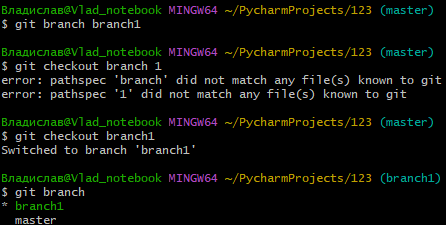 Владислав@Vlad_notebook MINGW64 ~/PycharmProjects/123 (master)
$ git branch branch1
Владислав@Vlad_notebook MINGW64 ~/PycharmProjects/123 (master)
$ git checkout branch 1
error: pathspec 'branch' did not match any file(s) known to git
error: pathspec '1' did not match any file(s) known to git
Владислав@Vlad_notebook MINGW64 ~/PycharmProjects/123 (master)
$ git checkout branch1
Switched to branch 'branch1'
Владислав@Vlad_notebook MINGW64 ~/PycharmProjects/123 (branch1)
$ git branch
* branch1
  master